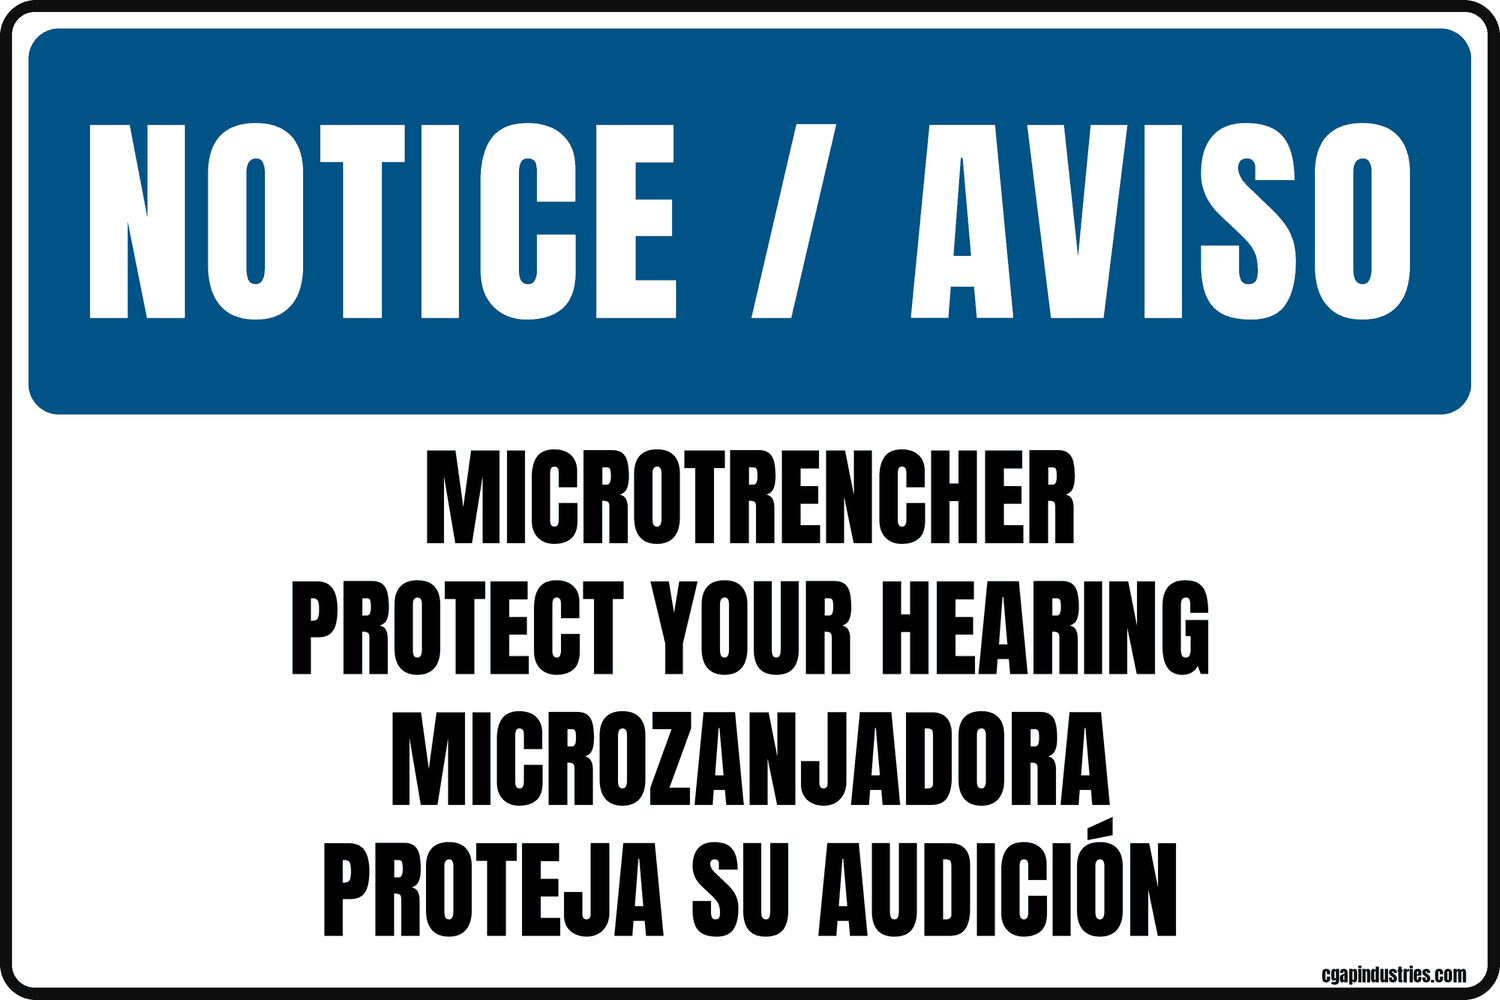 NOTICE / AVISO
MICROTRENCHER
PROTECT YOUR HEARING
MICROZANJADORA
PROTEJA SU AUDICIÓN
cgapindustries.com